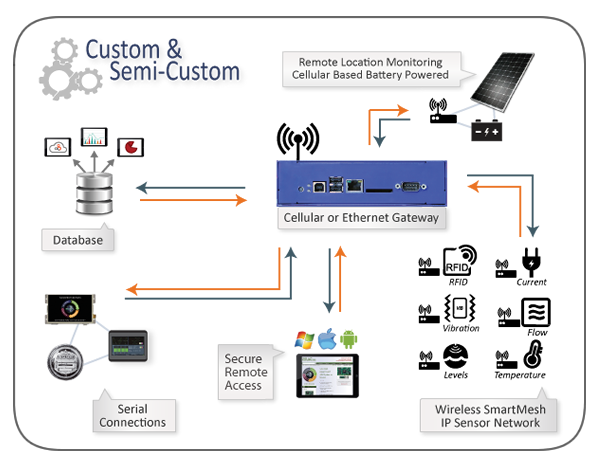 Custom &
Semi-Custom
Remote Location Monitoring
Cellular Based Battery Powered
Cellular or Ethernet Gateway
Database
RFID
RFID
Current
VS
Vibration
Flow
Levels
Temperature
Secure
Remote
Access
Serial
Connections
Wireless SmartMesh
IP Sensor Network